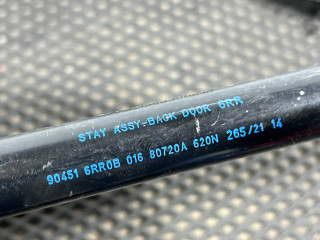 STAY ASSY-BACK DOOR 6RR
90451 6RR0B 016 80720A 620N 265/21 14